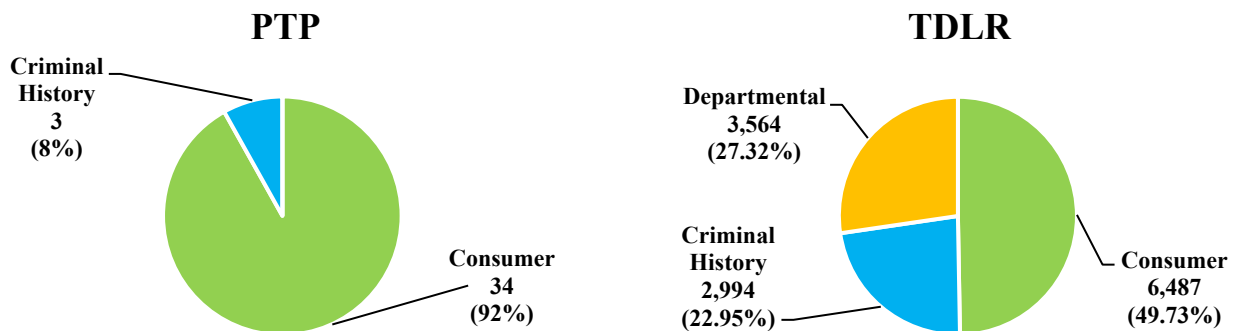 PTP
Criminal
History
3
(8%)
Consumer
34
(92%)
TDLR
Departmental
3,564
(27.32%)
Criminal
History
2,994
(22.95%)
Consumer
6,487
(49.73%)